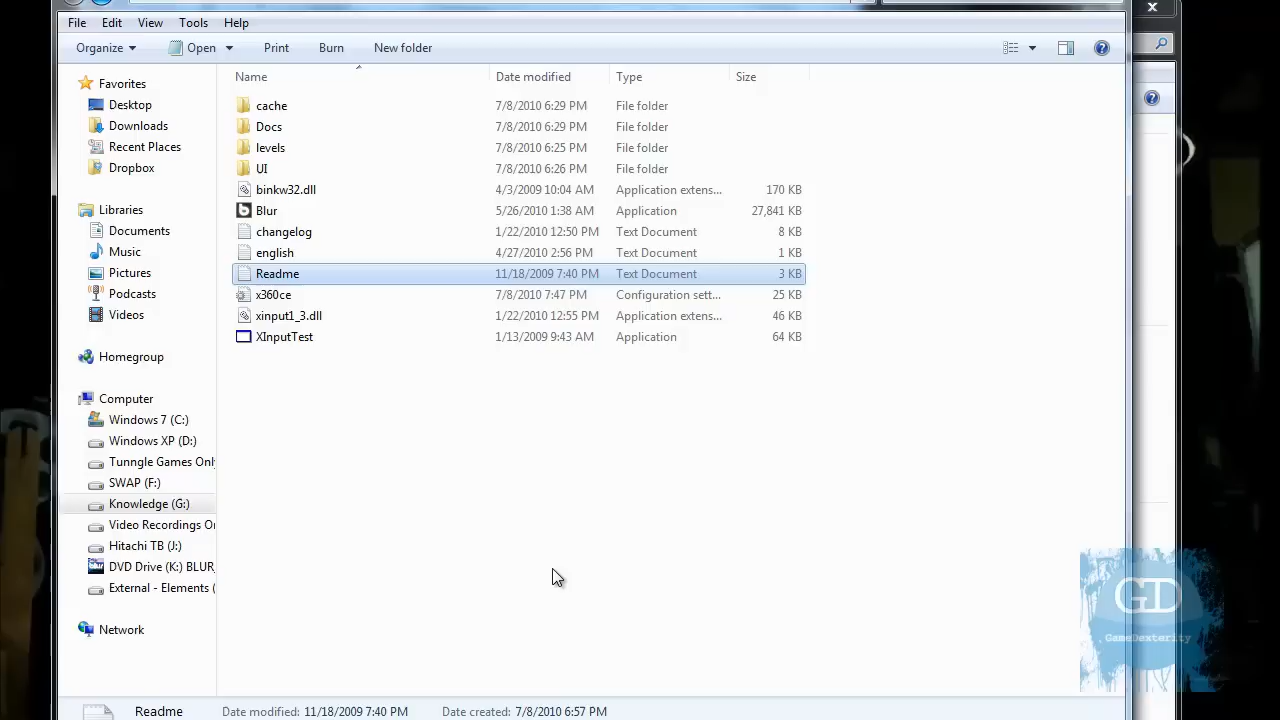 File Edit View Tools Help
Organize Open Print Burn New folder
Name Date modified Type Size
Favorites
Desktop
Downloads
Recent Places
Dropbox
Libraries
Documents
Music
Pictures
Podcasts
Videos
Homegroup
Computer
Windows 7 (C:)
Windows XP (D:)
Tunngle Games Onl
SWAP (F:)
Knowledge (G:)
Video Recordings O
Hitachi TB (J:)
DVD Drive (K:) BLUR
External - Elements (
Network
cache 7/8/2010 6:29 PM File folder
Docs 7/8/2010 6:29 PM File folder
levels 7/8/2010 6:25 PM File folder
UI 7/8/2010 6:26 PM File folder
binkw32.dll 4/3/2009 10:04 AM Application extens... 170 KB
Blur 5/26/2010 1:38 AM Application 27,841 KB
changelog 1/22/2010 12:50 PM Text Document 8 KB
english 4/27/2010 2:56 PM Text Document 1 KB
Readme 11/18/2009 7:40 PM Text Document 3 KB
x360ce 7/8/2010 7:47 PM Configuration sett... 25 KB
xinput1_3.dll 1/22/2010 12:55 PM Application extens... 46 KB
XInputTest 1/13/2009 9:43 AM Application 64 KB
GD
GameDexterity
Readme Date modified: 11/18/2009 7:40 PM Date created: 7/8/2010 6:57 PM